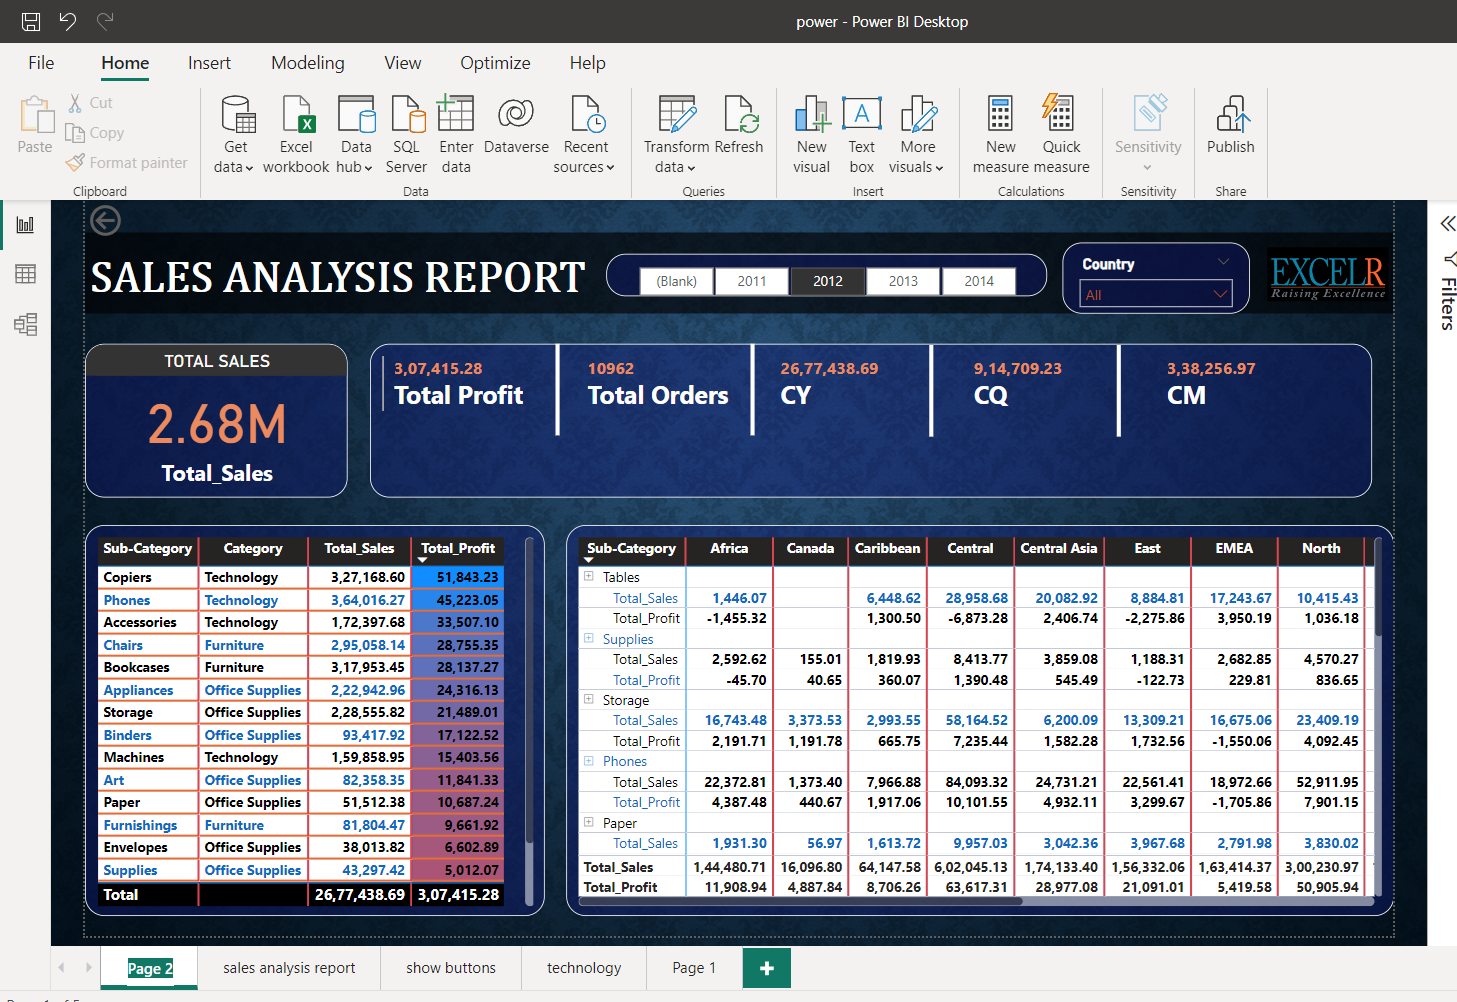 power - Power BI Desktop
File Home Insert Modeling View Optimize Help
Paste
Cut
Copy
Format painter
Clipboard
Get data
Excel workbook
Data hub
SQL Server
Enter data
Dataverse
Recent sources
Data
Transform data
Refresh
Queries
New visual
Text box
More visuals
Insert
New measure
Quick measure
Calculations
Sensitivity
Sensitivity
Publish
Share
SALES ANALYSIS REPORT
(Blank) 2011 2012 2013 2014
Country
All
EXCELR
Raising Excellence
Filters
TOTAL SALES
2.68M
Total_Sales
3,07,415.28
Total Profit
10962
Total Orders
26,77,438.69
CY
9,14,709.23
CQ
3,38,256.97
CM
Sub-Category Category Total_Sales Total_Profit
Copiers Technology 3,27,168.60 51,843.23
Phones Technology 3,64,016.27 45,223.05
Accessories Technology 1,72,397.68 33,507.10
Chairs Furniture 2,95,058.14 28,755.35
Bookcases Furniture 3,17,953.45 28,137.27
Appliances Office Supplies 2,22,942.96 24,316.13
Storage Office Supplies 2,28,555.82 21,489.01
Binders Office Supplies 93,417.92 17,122.52
Machines Technology 1,59,858.95 15,403.56
Art Office Supplies 82,358.35 11,841.33
Paper Office Supplies 51,512.38 10,687.24
Furnishings Furniture 81,804.47 9,661.92
Envelopes Office Supplies 38,013.82 6,602.89
Supplies Office Supplies 43,297.42 5,012.07
Total 26,77,438.69 3,07,415.28
Sub-Category Africa Canada Caribbean Central Central Asia East EMEA North
Tables
Total_Sales 1,446.07 6,448.62 28,958.68 20,082.92 8,884.81 17,243.67 10,415.43
Total_Profit -1,455.32 1,300.50 -6,873.28 2,406.74 -2,275.86 3,950.19 1,036.18
Supplies
Total_Sales 2,592.62 155.01 1,819.93 8,413.77 3,859.08 1,188.31 2,682.85 4,570.27
Total_Profit -45.70 40.65 360.07 1,390.48 545.49 -122.73 229.81 836.65
Storage
Total_Sales 16,743.48 3,373.53 2,993.55 58,164.52 6,200.09 13,309.21 16,675.06 23,409.19
Total_Profit 2,191.71 1,191.78 665.75 7,235.44 1,582.28 1,732.56 -1,550.06 4,092.45
Phones
Total_Sales 22,372.81 1,373.40 7,966.88 84,093.32 24,731.21 22,561.41 18,972.66 52,911.95
Total_Profit 4,387.48 440.67 1,917.06 10,101.55 4,932.11 3,299.67 -1,705.86 7,901.15
Paper
Total_Sales 1,931.30 56.97 1,613.72 9,957.03 3,042.36 3,967.68 2,791.98 3,830.02
Total_Sales 1,44,480.71 16,096.80 64,147.58 6,02,045.13 1,74,133.40 1,56,332.06 1,63,414.37 3,00,230.97
Total_Profit 11,908.94 4,887.84 8,706.26 63,617.31 28,977.08 21,091.01 5,419.58 50,905.94
Page 2 sales analysis report show buttons technology Page 1